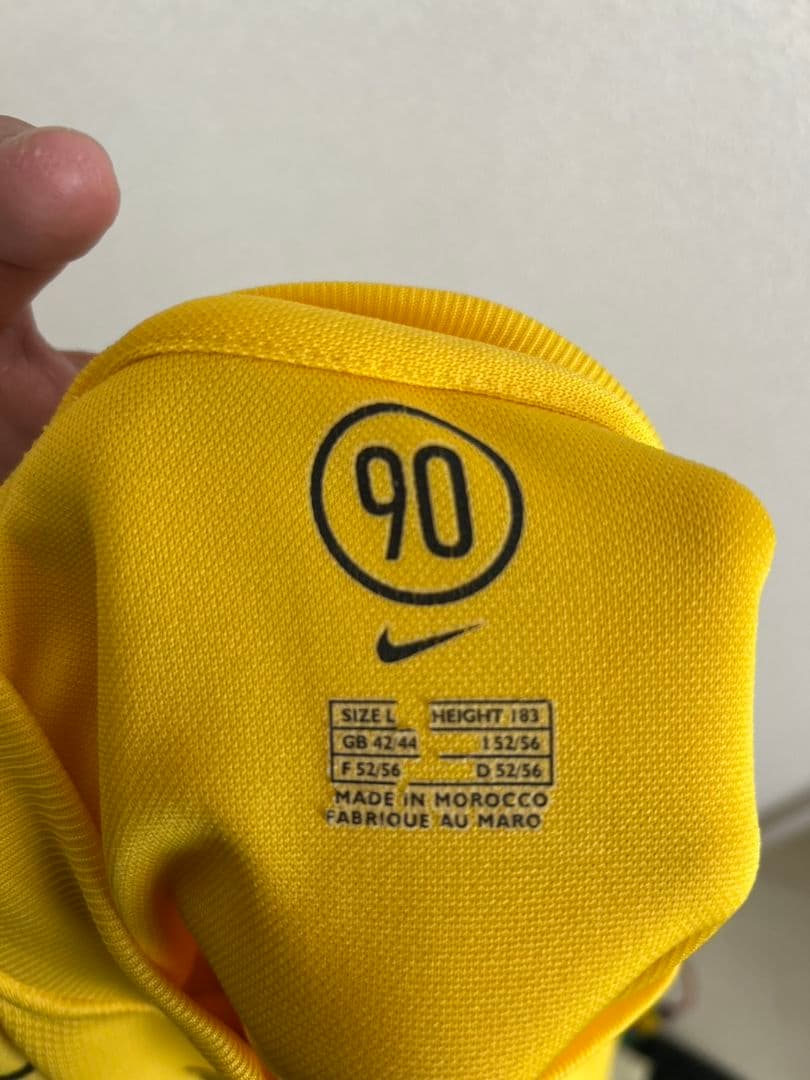 90
SIZE L HEIGHT 183
GB 42/44 I 52/56
F 52/56 D 52/56
MADE IN MOROCCO
FABRIQUE AU MARO